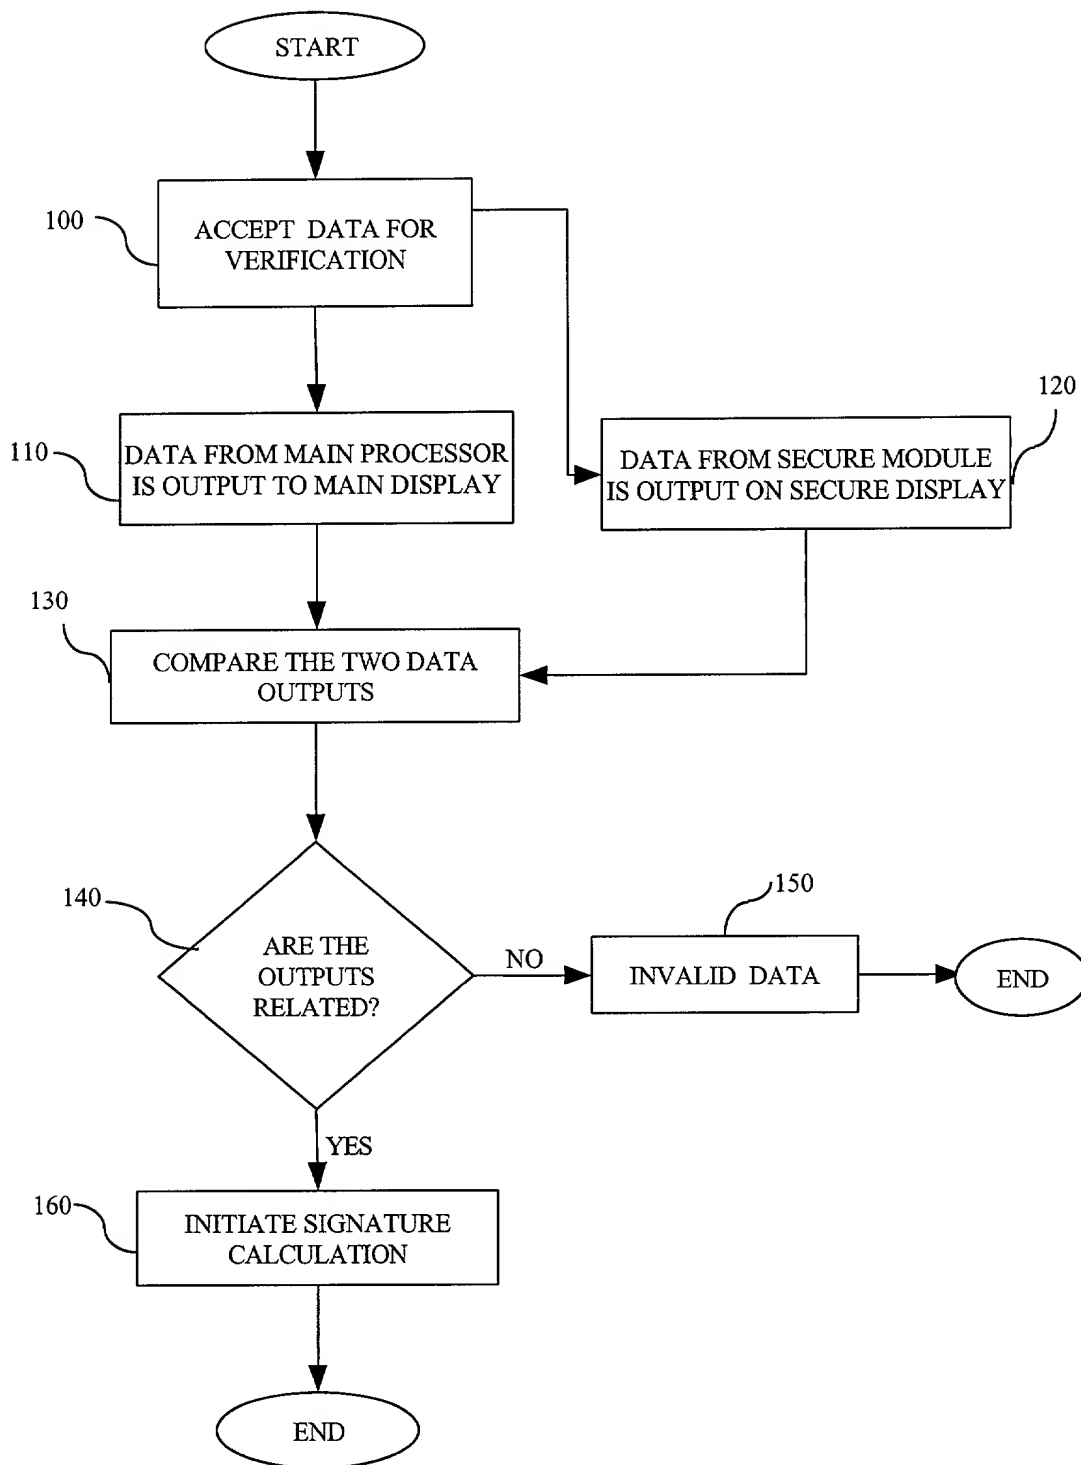 START
100
ACCEPT DATA FOR
VERIFICATION
110
DATA FROM MAIN PROCESSOR
IS OUTPUT TO MAIN DISPLAY
120
DATA FROM SECURE MODULE
IS OUTPUT ON SECURE DISPLAY
130
COMPARE THE TWO DATA
OUTPUTS
140
ARE THE
OUTPUTS
RELATED?
NO
150
INVALID DATA
END
YES
160
INITIATE SIGNATURE
CALCULATION
END